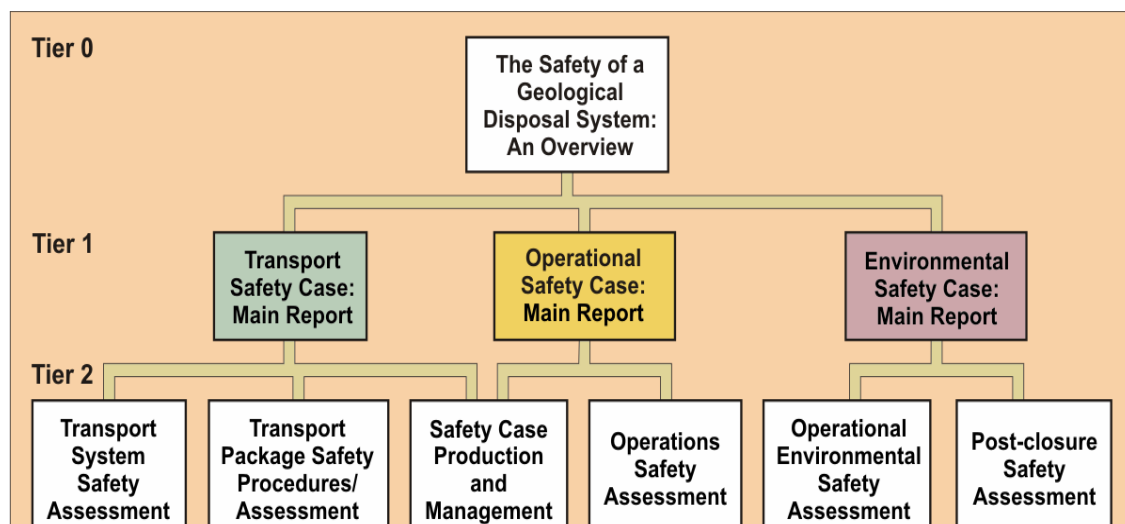 Tier 0
The Safety of a
Geological
Disposal System:
An Overview
Tier 1
Transport
Safety Case:
Main Report
Operational
Safety Case:
Main Report
Environmental
Safety Case:
Main Report
Tier 2
Transport
System
Safety
Assessment
Transport
Package Safety
Procedures/
Assessment
Safety Case
Production
and
Management
Operations
Safety
Assessment
Operational
Environmental
Safety
Assessment
Post-closure
Safety
Assessment